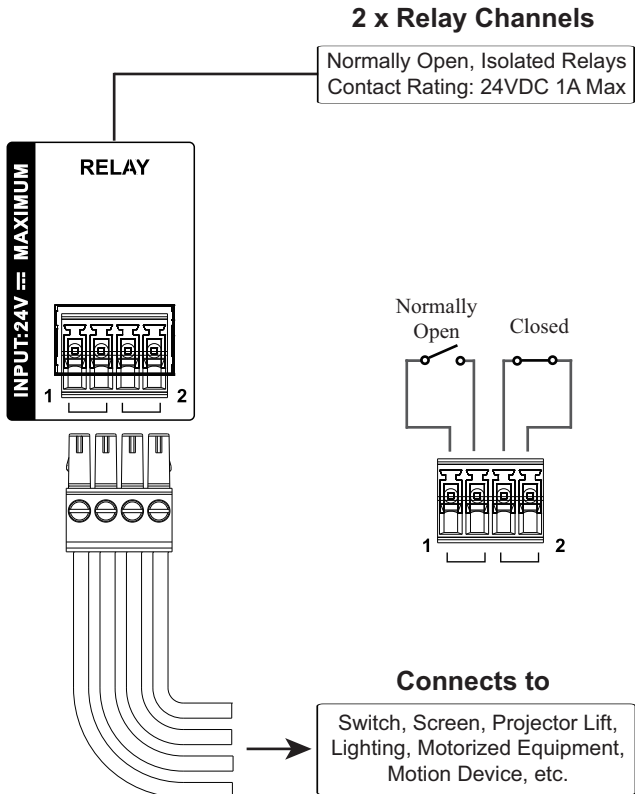 2 x Relay Channels
Normally Open, Isolated Relays
Contact Rating: 24VDC 1A Max
RELAY
INPUT:24V ⎓ MAXIMUM
1 2
Normally
Open
Closed
1 2
Connects to
Switch, Screen, Projector Lift,
Lighting, Motorized Equipment,
Motion Device, etc.